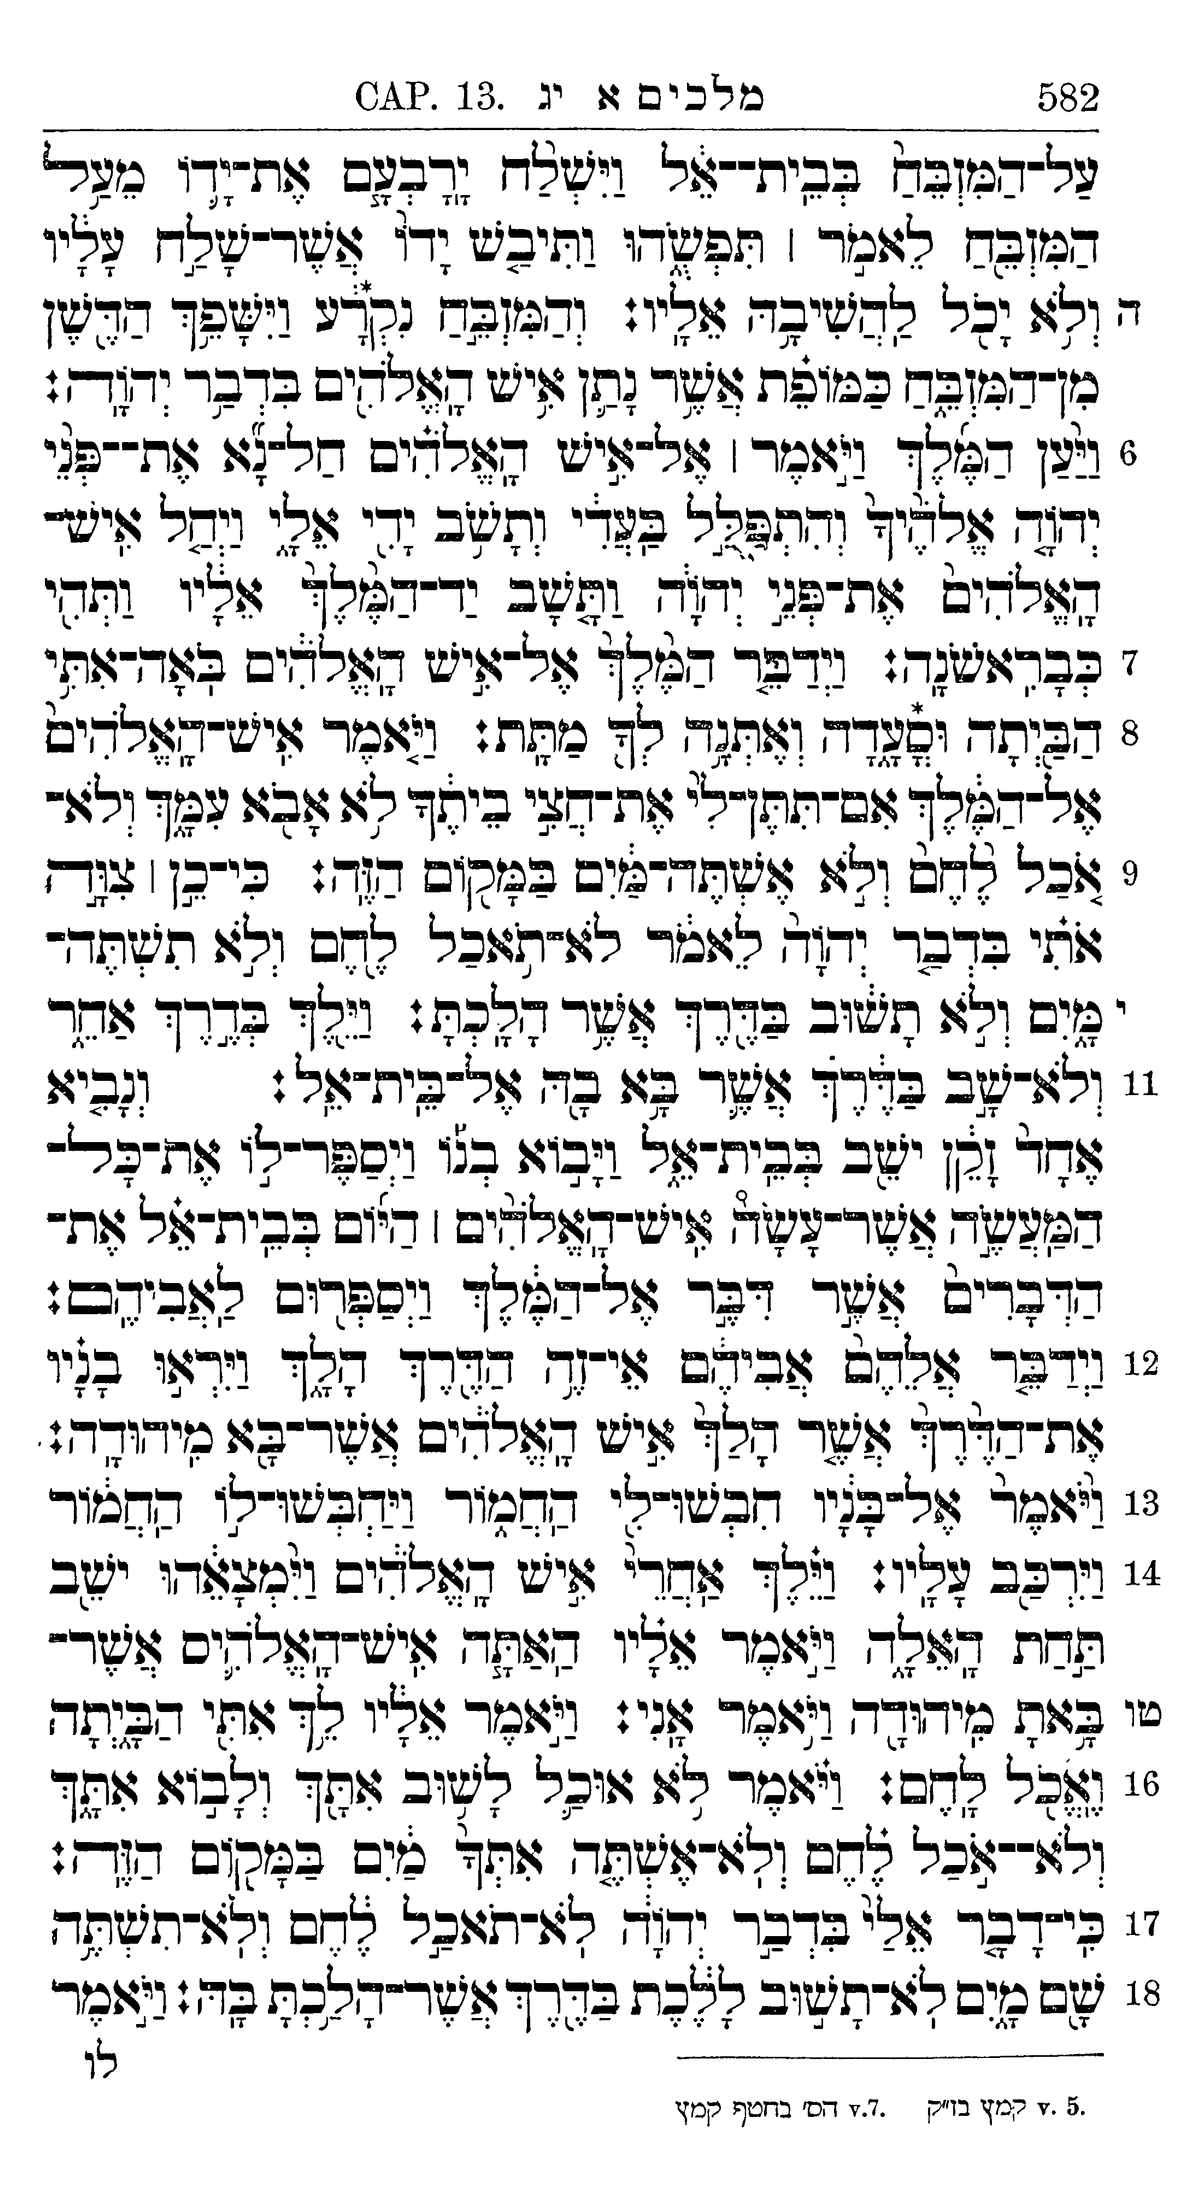 582 מלכים א יג CAP. 13.
עַל־הַמִּזְבֵּחַ֙ בְּבֵֽית־אֵ֔ל וַיִּשְׁלַ֨ח יָרָבְעָ֧ם אֶת־יָד֛וֹ מֵעַ֥ל
הַמִּזְבֵּ֖חַ לֵאמֹ֣ר ׀ תִּפְשֻׂ֑הוּ וַתִּיבַ֤שׁ יָדוֹ֙ אֲשֶׁר־שָׁלַ֣ח עָלָ֔יו
ה וְלֹ֥א יָכֹ֖ל לַהֲשִׁיבָ֥הּ אֵלָֽיו׃ וְהַמִּזְבֵּ֣חַ נִקְרָ֔ע* וַיִּשָּׁפֵ֥ךְ הַדֶּ֖שֶׁן
מִן־הַמִּזְבֵּ֑חַ כַּמּוֹפֵ֗ת אֲשֶׁ֥ר נָתַ֛ן אִ֥ישׁ הָאֱלֹהִ֖ים בִּדְבַ֥ר יְהוָֽה׃
6 וַיַּ֨עַן הַמֶּ֜לֶךְ וַיֹּ֣אמֶר ׀ אֶל־אִ֣ישׁ הָאֱלֹהִ֗ים חַל־נָ֞א אֶת־פְּנֵ֨י
יְהוָ֤ה אֱלֹהֶ֙יךָ֙ וְהִתְפַּלֵּ֣ל בַּעֲדִ֔י וְתָשֹׁ֥ב יָדִ֖י אֵלָ֑י וַיְחַ֤ל אִישׁ־
הָֽאֱלֹהִים֙ אֶת־פְּנֵ֣י יְהוָ֔ה וַתָּ֤שָׁב יַד־הַמֶּ֙לֶךְ֙ אֵלָ֔יו וַתְּהִ֖י
7 כְּבָרִֽאשֹׁנָֽה׃ וַיְדַבֵּ֤ר הַמֶּ֙לֶךְ֙ אֶל־אִ֣ישׁ הָאֱלֹהִ֔ים בֹּֽאָה־אִתִּ֥י
8 הַבַּ֖יְתָה וּֽסֳעָ֑דָה* וְאֶתְּנָ֥ה לְךָ֖ מַתָּֽת׃ וַיֹּ֤אמֶר אִישׁ־הָֽאֱלֹהִים֙
אֶל־הַמֶּ֔לֶךְ אִם־תִּתֶּן־לִי֙ אֶת־חֲצִ֣י בֵיתֶ֔ךָ לֹ֥א אָבֹ֖א עִמָּ֑ךְ וְלֹא־
9 אֹ֤כַל לֶ֙חֶם֙ וְלֹ֣א אֶשְׁתֶּה־מַּ֔יִם בַּמָּק֖וֹם הַזֶּֽה׃ כִּי־כֵ֣ן ׀ צִוָּ֣ה
אֹתִ֗י בִּדְבַ֤ר יְהוָה֙ לֵאמֹ֔ר לֹא־תֹ֥אכַל לֶ֖חֶם וְלֹ֣א תִשְׁתֶּה־
י מָּ֑יִם וְלֹ֣א תָשׁ֔וּב בַּדֶּ֖רֶךְ אֲשֶׁ֥ר הָלָֽכְתָּ׃ וַיֵּ֖לֶךְ בְּדֶ֣רֶךְ אַחֵ֑ר
11 וְלֹא־שָׁ֣ב בַּדֶּ֔רֶךְ אֲשֶׁ֛ר בָּ֥א בָ֖הּ אֶל־בֵּֽית־אֵֽל׃ וְנָבִ֤יא
אֶחָד֙ זָקֵ֔ן יֹשֵׁ֖ב בְּבֵֽית־אֵ֑ל וַיָּב֣וֹא בְנ֡וֹ וַיְסַפֶּר־ל֣וֹ אֶת־כָּל־
הַמַּעֲשֶׂ֣ה אֲשֶׁר־עָשָׂה֩ אִישׁ־הָאֱלֹהִ֨ים ׀ הַיּ֜וֹם בְּבֵֽית־אֵ֗ל אֶת־
הַדְּבָרִים֙ אֲשֶׁ֣ר דִּבֶּ֣ר אֶל־הַמֶּ֔לֶךְ וַֽיְסַפְּר֖וּם לַאֲבִיהֶֽם׃
12 וַיְדַבֵּ֤ר אֲלֵהֶם֙ אֲבִיהֶ֔ם אֵֽי־זֶ֥ה הַדֶּ֖רֶךְ הָלָ֑ךְ וַיִּרְא֣וּ בָנָ֗יו
אֶת־הַדֶּ֙רֶךְ֙ אֲשֶׁ֤ר הָלַךְ֙ אִ֣ישׁ הָאֱלֹהִ֔ים אֲשֶׁר־בָּ֖א מִיהוּדָֽה׃
13 וַיֹּ֙אמֶר֙ אֶל־בָּנָ֔יו חִבְשׁוּ־לִ֖י הַחֲמ֑וֹר וַיַּחְבְּשׁוּ־ל֣וֹ הַחֲמ֔וֹר
14 וַיִּרְכַּ֖ב עָלָֽיו׃ וַיֵּ֗לֶךְ אַֽחֲרֵי֙ אִ֣ישׁ הָאֱלֹהִ֔ים וַיִּ֨מְצָאֵ֔הוּ יֹשֵׁ֖ב
תַּ֣חַת הָאֵלָ֑ה וַיֹּ֣אמֶר אֵלָ֗יו הַאַתָּ֧ה אִישׁ־הָאֱלֹהִ֛ים אֲשֶׁר־
טו בָּ֥אתָ מִֽיהוּדָ֖ה וַיֹּ֥אמֶר אָֽנִי׃ וַיֹּ֣אמֶר אֵלָ֔יו לֵ֥ךְ אִתִּ֖י הַבָּ֑יְתָה
16 וֶאֱכֹ֖ל לָֽחֶם׃ וַיֹּ֗אמֶר לֹ֥א אוּכַ֛ל לָשׁ֥וּב אִתָּ֖ךְ וְלָב֣וֹא אִתָּ֑ךְ
וְלֹא־אֹ֣כַל לֶ֗חֶם וְלֹֽא־אֶשְׁתֶּ֤ה אִתְּךָ֙ מַ֔יִם בַּמָּק֖וֹם הַזֶּֽה׃
17 כִּֽי־דָבָ֤ר אֵלַי֙ בִּדְבַ֣ר יְהוָ֔ה לֹֽא־תֹאכַ֣ל לֶ֔חֶם וְלֹֽא־תִשְׁתֶּ֥ה
18 שָׁ֖ם מָ֑יִם לֹא־תָשׁ֣וּב לָלֶ֔כֶת בַּדֶּ֖רֶךְ אֲשֶׁר־הָלַ֥כְתָּ בָּֽהּ׃ וַיֹּ֣אמֶר
לו
v. 5. קמץ בז״ק v.7. הס׳ בחטף קמץ